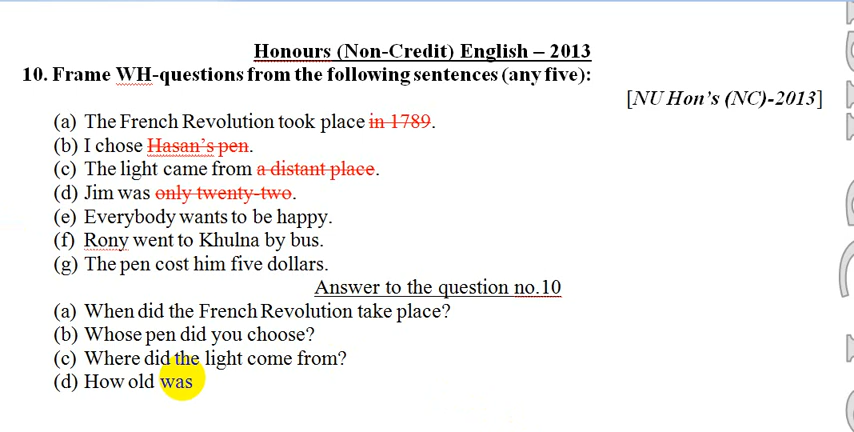 Honours (Non-Credit) English – 2013
10. Frame WH-questions from the following sentences (any five):
[NU Hon's (NC)-2013]
(a) The French Revolution took place in 1789.
(b) I chose Hasan's pen.
(c) The light came from a distant place.
(d) Jim was only twenty-two.
(e) Everybody wants to be happy.
(f) Rony went to Khulna by bus.
(g) The pen cost him five dollars.
Answer to the question no.10
(a) When did the French Revolution take place?
(b) Whose pen did you choose?
(c) Where did the light come from?
(d) How old was